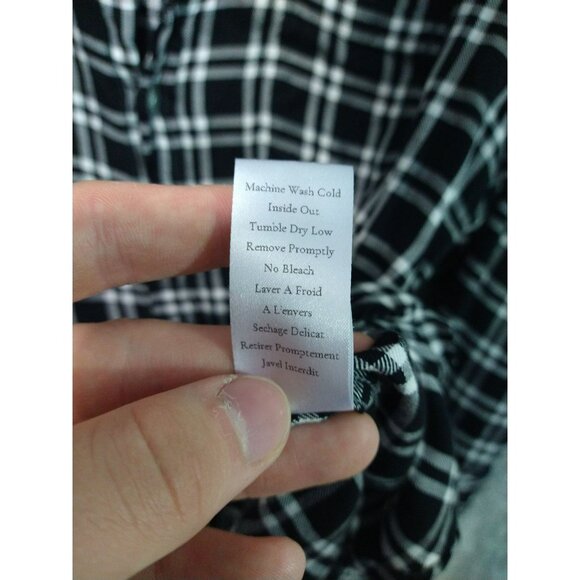 Machine Wash Cold
Inside Out
Tumble Dry Low
Remove Promptly
No Bleach
Laver A Froid
A L'envers
Sechage Delicat
Retirer Promptement
Javel Interdit